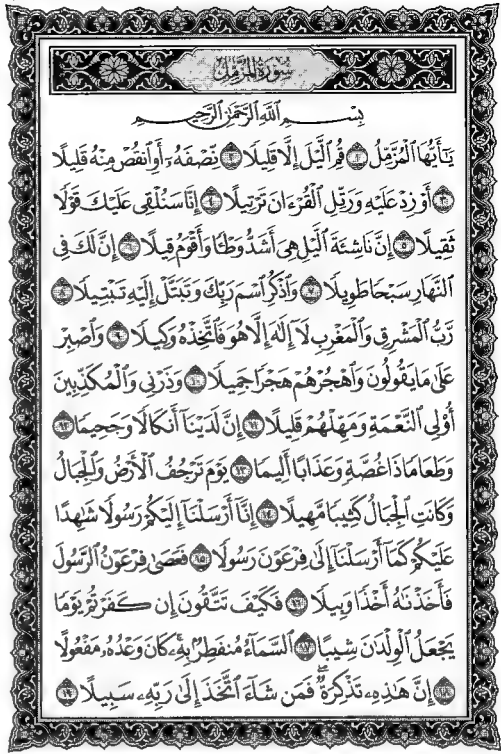 سُورَةُ المُزَّمِّل
بِسْمِ اللَّهِ الرَّحْمَٰنِ الرَّحِيمِ
يَٰٓأَيُّهَا ٱلْمُزَّمِّلُ ١ قُمِ ٱلَّيْلَ إِلَّا قَلِيلًا ٢ نِّصْفَهُۥٓ أَوِ ٱنقُصْ مِنْهُ قَلِيلًا
٣ أَوْ زِدْ عَلَيْهِ وَرَتِّلِ ٱلْقُرْءَانَ تَرْتِيلًا ٤ إِنَّا سَنُلْقِى عَلَيْكَ قَوْلًا
ثَقِيلًا ٥ إِنَّ نَاشِئَةَ ٱلَّيْلِ هِىَ أَشَدُّ وَطْـًٔا وَأَقْوَمُ قِيلًا ٦ إِنَّ لَكَ فِى
ٱلنَّهَارِ سَبْحًا طَوِيلًا ٧ وَٱذْكُرِ ٱسْمَ رَبِّكَ وَتَبَتَّلْ إِلَيْهِ تَبْتِيلًا ٨
رَّبُّ ٱلْمَشْرِقِ وَٱلْمَغْرِبِ لَآ إِلَٰهَ إِلَّا هُوَ فَٱتَّخِذْهُ وَكِيلًا ٩ وَٱصْبِرْ
عَلَىٰ مَا يَقُولُونَ وَٱهْجُرْهُمْ هَجْرًا جَمِيلًا ١٠ وَذَرْنِى وَٱلْمُكَذِّبِينَ
أُو۟لِى ٱلنَّعْمَةِ وَمَهِّلْهُمْ قَلِيلًا ١١ إِنَّ لَدَيْنَآ أَنكَالًا وَجَحِيمًا ١٢
وَطَعَامًا ذَا غُصَّةٍ وَعَذَابًا أَلِيمًا ١٣ يَوْمَ تَرْجُفُ ٱلْأَرْضُ وَٱلْجِبَالُ
وَكَانَتِ ٱلْجِبَالُ كَثِيبًا مَّهِيلًا ١٤ إِنَّآ أَرْسَلْنَآ إِلَيْكُمْ رَسُولًا شَٰهِدًا
عَلَيْكُمْ كَمَآ أَرْسَلْنَآ إِلَىٰ فِرْعَوْنَ رَسُولًا ١٥ فَعَصَىٰ فِرْعَوْنُ ٱلرَّسُولَ
فَأَخَذْنَٰهُ أَخْذًا وَبِيلًا ١٦ فَكَيْفَ تَتَّقُونَ إِن كَفَرْتُمْ يَوْمًا
يَجْعَلُ ٱلْوِلْدَٰنَ شِيبًا ١٧ ٱلسَّمَآءُ مُنفَطِرٌۢ بِهِۦ ۚ كَانَ وَعْدُهُۥ مَفْعُولًا
١٨ إِنَّ هَٰذِهِۦ تَذْكِرَةٌ ۖ فَمَن شَآءَ ٱتَّخَذَ إِلَىٰ رَبِّهِۦ سَبِيلًا ١٩